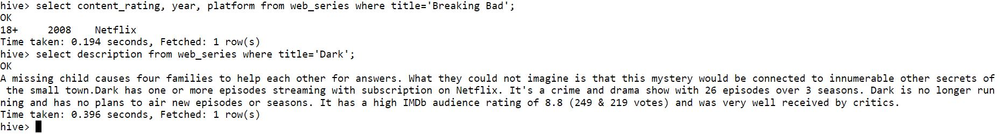 hive> select content_rating, year, platform from web_series where title='Breaking Bad';
OK
18+     2008    Netflix
Time taken: 0.194 seconds, Fetched: 1 row(s)
hive> select description from web_series where title='Dark';
OK
A missing child causes four families to help each other for answers. What they could not imagine is that this mystery would be connected to innumerable other secrets of
 the small town.Dark has one or more episodes streaming with subscription on Netflix. It's a crime and drama show with 26 episodes over 3 seasons. Dark is no longer run
ning and has no plans to air new episodes or seasons. It has a high IMDb audience rating of 8.8 (249 & 219 votes) and was very well received by critics.
Time taken: 0.396 seconds, Fetched: 1 row(s)
hive>